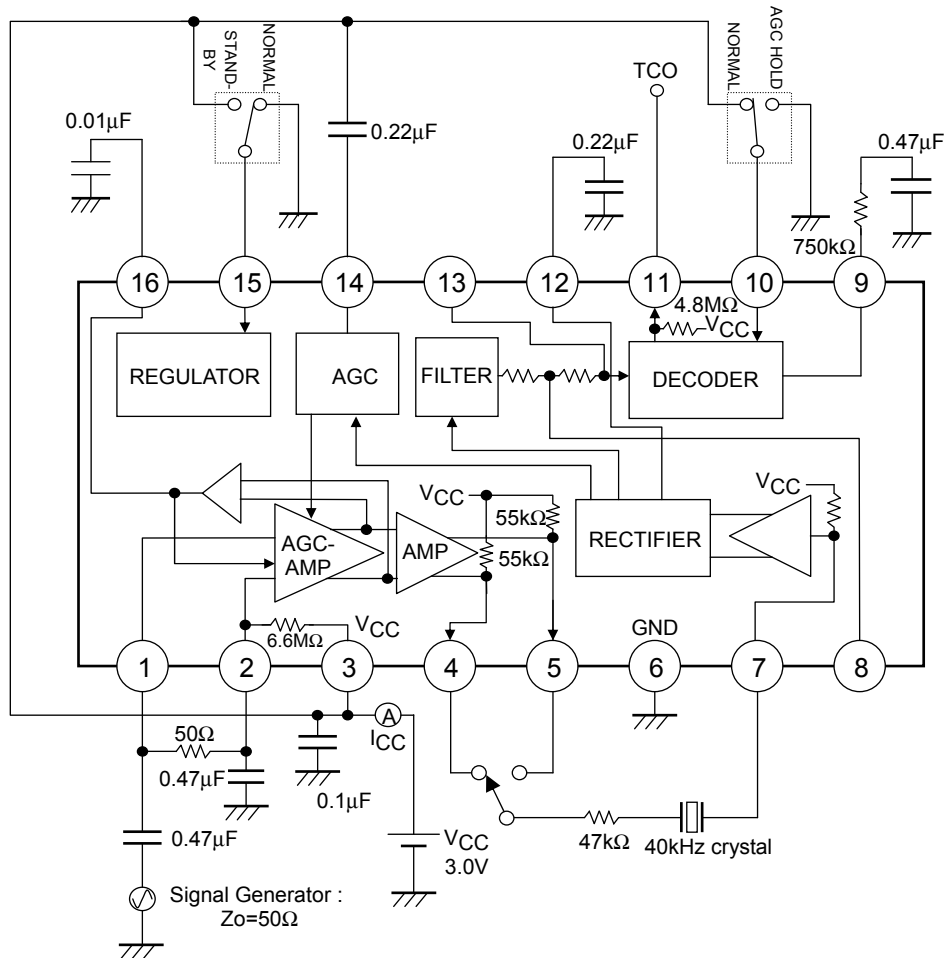 STAND-
BY
NORMAL
NORMAL
AGC HOLD
TCO
0.01μF
0.22μF
0.22μF
0.47μF
750kΩ
16
15
14
13
12
11
10
9
4.8MΩ
VCC
REGULATOR
AGC
FILTER
DECODER
VCC
55kΩ
VCC
AGC-
AMP
AMP
55kΩ
RECTIFIER
6.6MΩ
VCC
GND
1
2
3
4
5
6
7
8
50Ω
A
ICC
0.47μF
0.1μF
0.47μF
VCC
3.0V
47kΩ
40kHz crystal
Signal Generator :
Zo=50Ω